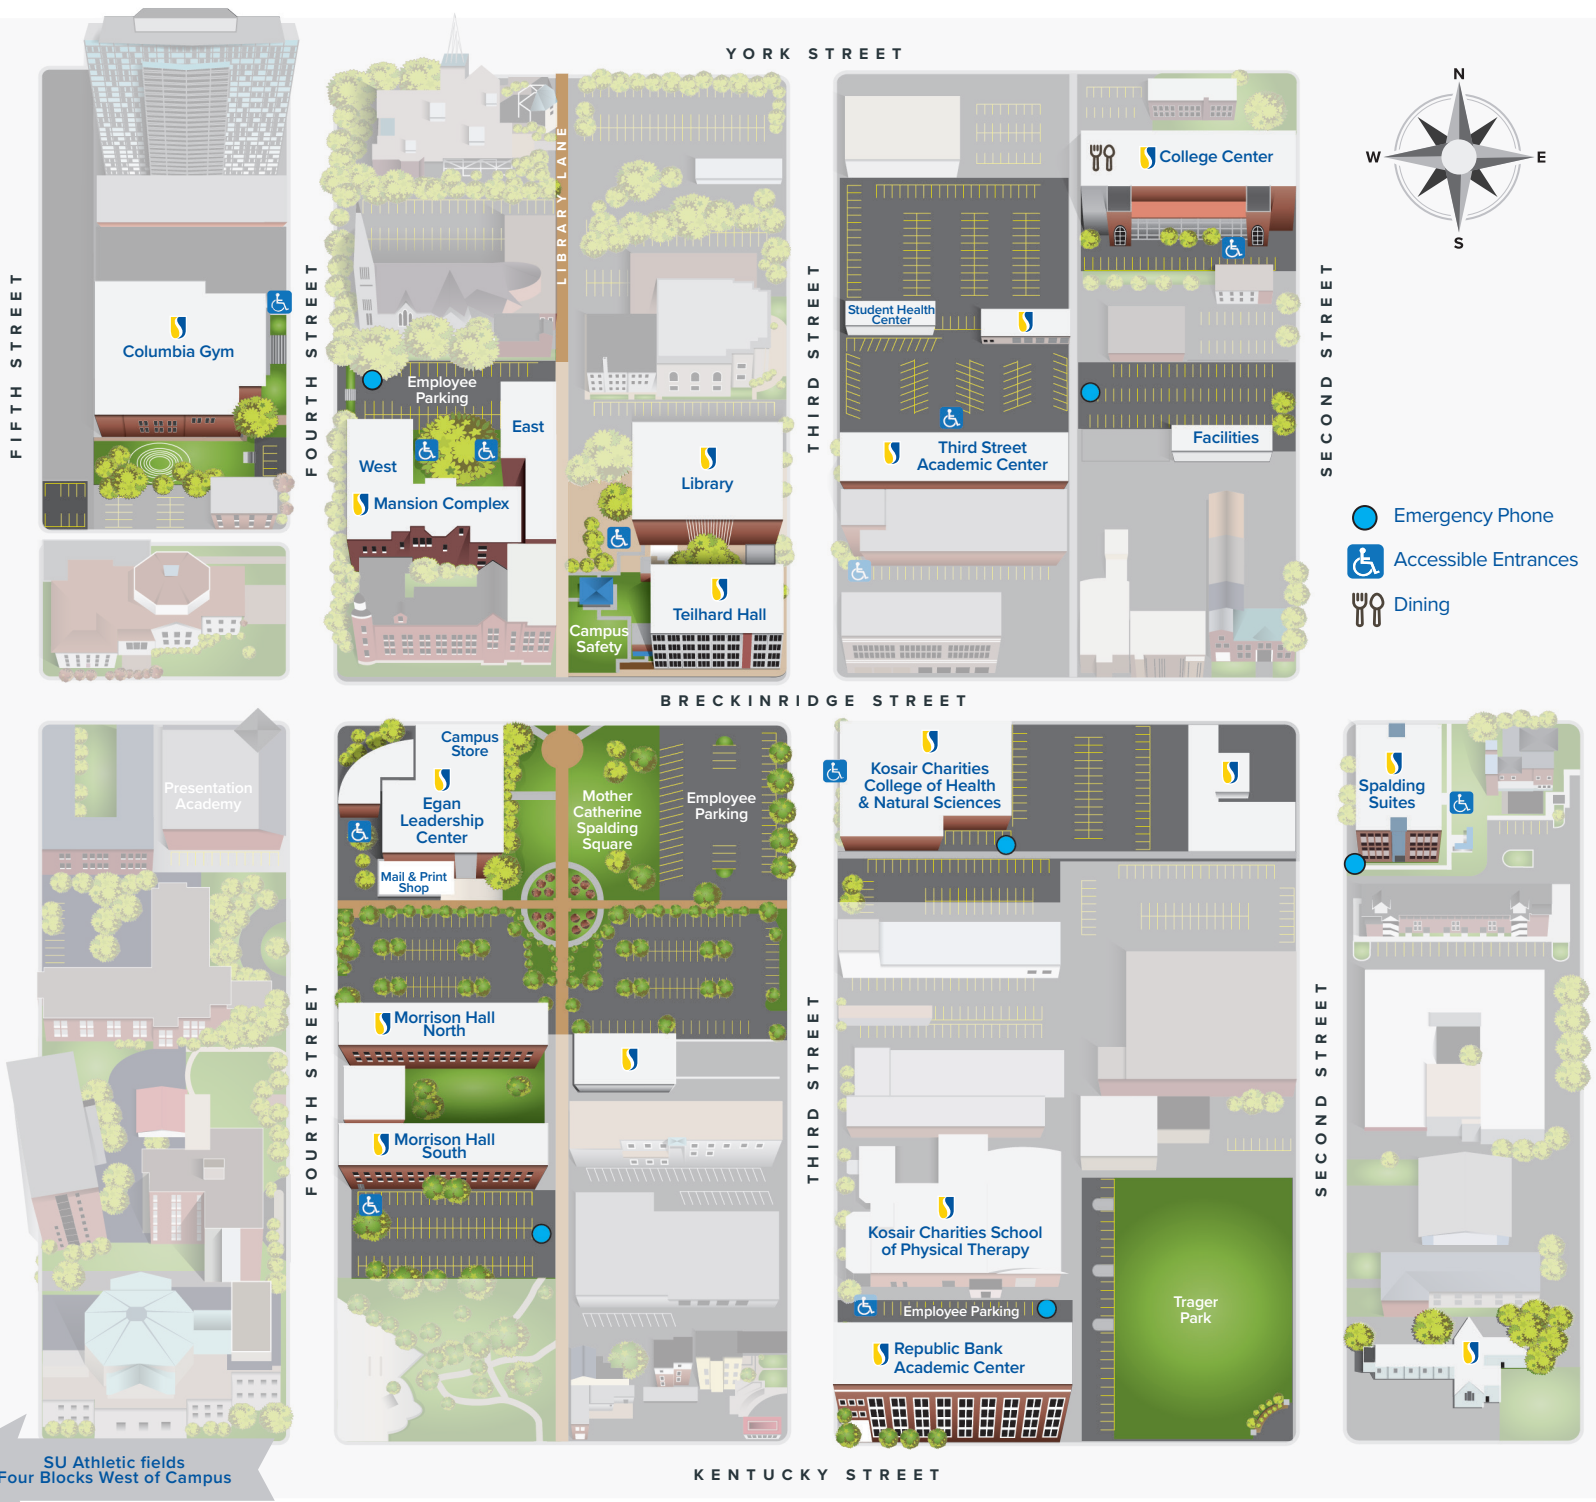 YORK STREET
N
W
E
S
LIBRARY LANE
College Center
FIFTH STREET
FOURTH STREET
THIRD STREET
SECOND STREET
Student Health
Center
Columbia Gym
Employee
Parking
East
West
Mansion Complex
Library
Third Street
Academic Center
Facilities
Emergency Phone
Accessible Entrances
Dining
Teilhard Hall
Campus
Safety
BRECKINRIDGE STREET
Presentation
Academy
Campus
Store
Egan
Leadership
Center
Mail & Print
Shop
Mother
Catherine
Spalding
Square
Employee
Parking
Kosair Charities
College of Health
& Natural Sciences
Spalding
Suites
FOURTH STREET
THIRD STREET
SECOND STREET
Morrison Hall
North
Morrison Hall
South
Kosair Charities School
of Physical Therapy
Employee Parking
Republic Bank
Academic Center
Trager
Park
SU Athletic fields
Four Blocks West of Campus
KENTUCKY STREET